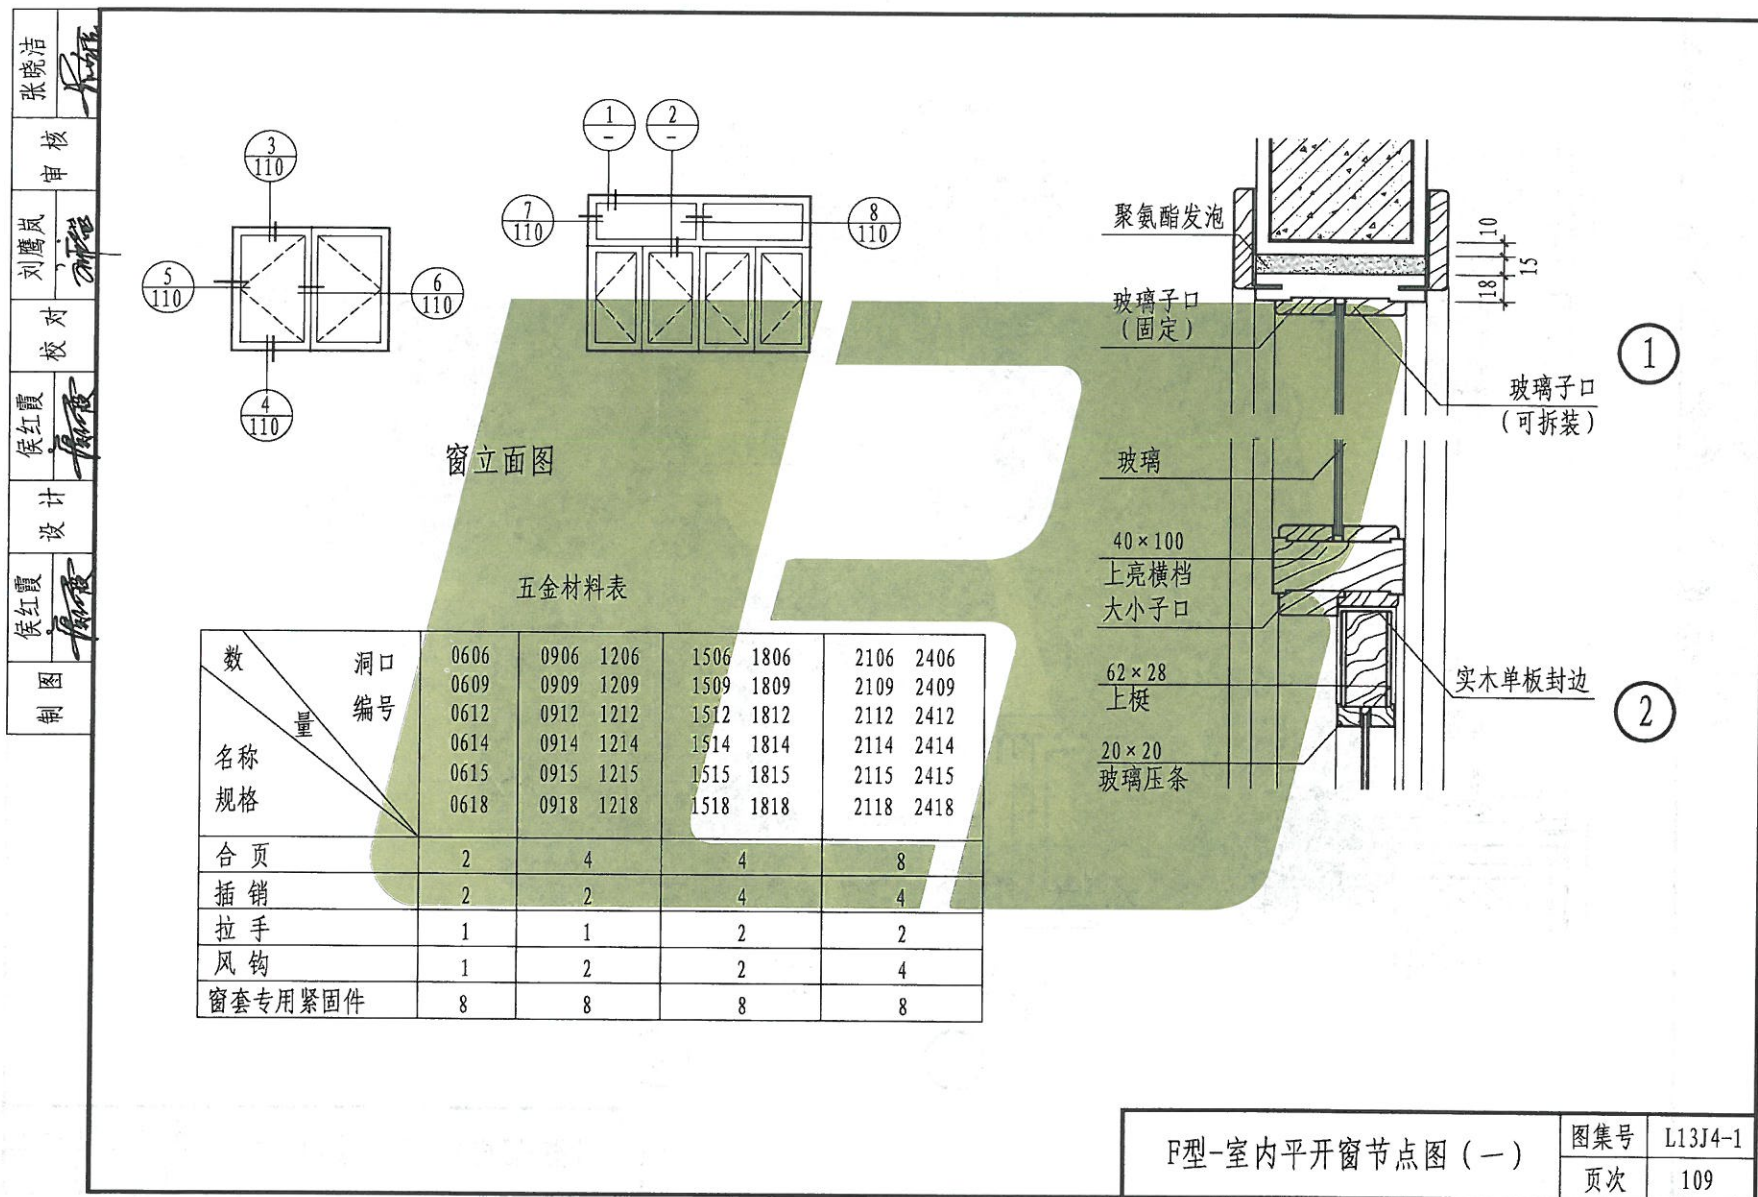 张晓洁
审核
刘鹰岚
校对
侯红霞
设计
侯红霞
制图
3
110
5
110
6
110
4
110
1
-
2
-
7
110
8
110
窗立面图
聚氨酯发泡
10
15
18
玻璃子口
（固定）
玻璃子口
（可拆装）
1
玻璃
40×100
上亮横档
大小子口
62×28
上梃
20×20
玻璃压条
实木单板封边
2
五金材料表
数 洞口
量 编号
名称
规格
0606 0906 1206 1506 1806 2106 2406
0609 0909 1209 1509 1809 2109 2409
0612 0912 1212 1512 1812 2112 2412
0614 0914 1214 1514 1814 2114 2414
0615 0915 1215 1515 1815 2115 2415
0618 0918 1218 1518 1818 2118 2418
合页 2 4 4 8
插销 2 2 4 4
拉手 1 1 2 2
风钩 1 2 2 4
窗套专用紧固件 8 8 8 8
F型-室内平开窗节点图（一）
图集号 L13J4-1
页次 109